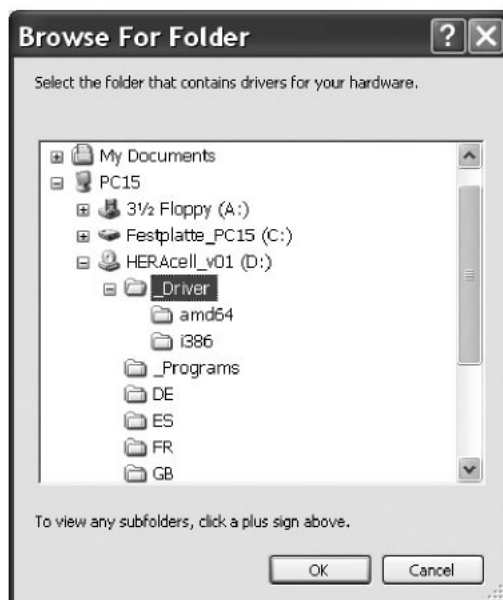 Browse For Folder
Select the folder that contains drivers for your hardware.
My Documents
PC15
3½ Floppy (A:)
Festplatte_PC15 (C:)
HERAcell_v01 (D:)
_Driver
amd64
i386
_Programs
DE
ES
FR
GB
To view any subfolders, click a plus sign above.
OK Cancel